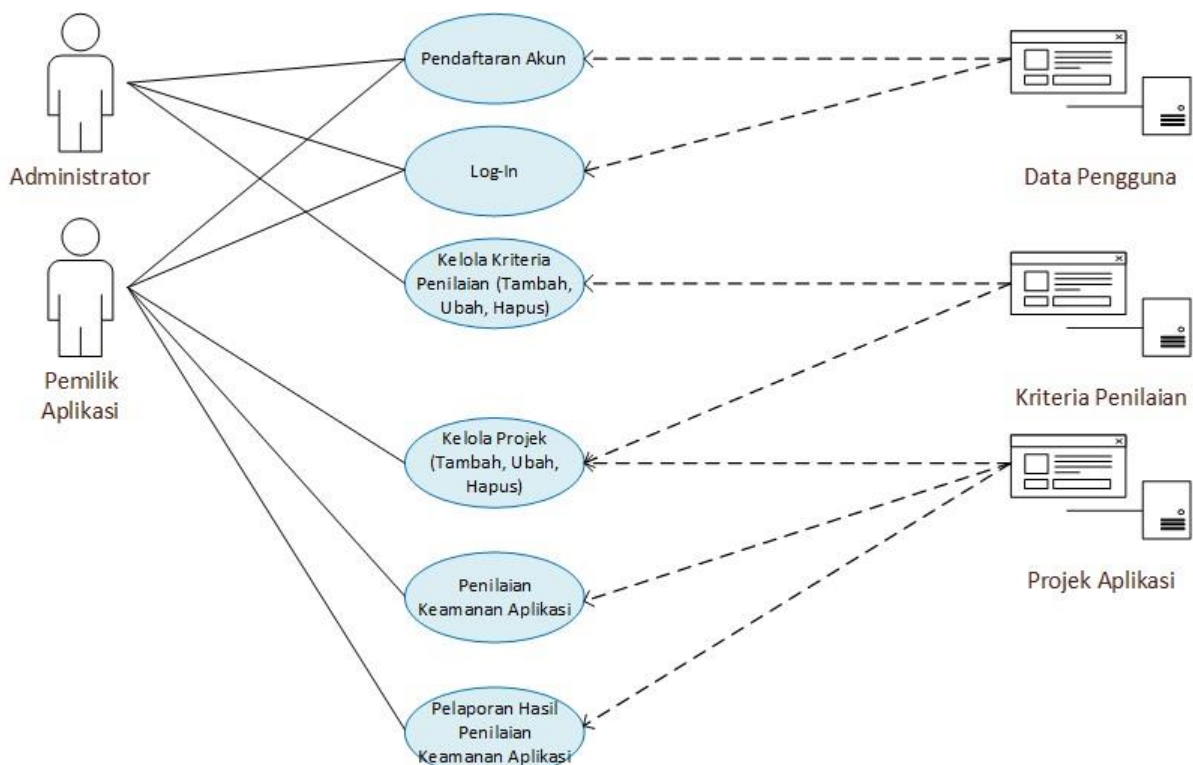 Administrator
Pemilik
Aplikasi
Pendaftaran Akun
Log-In
Kelola Kriteria
Penilaian (Tambah,
Ubah, Hapus)
Kelola Projek
(Tambah, Ubah,
Hapus)
Penilaian
Keamanan Aplikasi
Pelaporan Hasil
Penilaian
Keamanan Aplikasi
Data Pengguna
Kriteria Penilaian
Projek Aplikasi